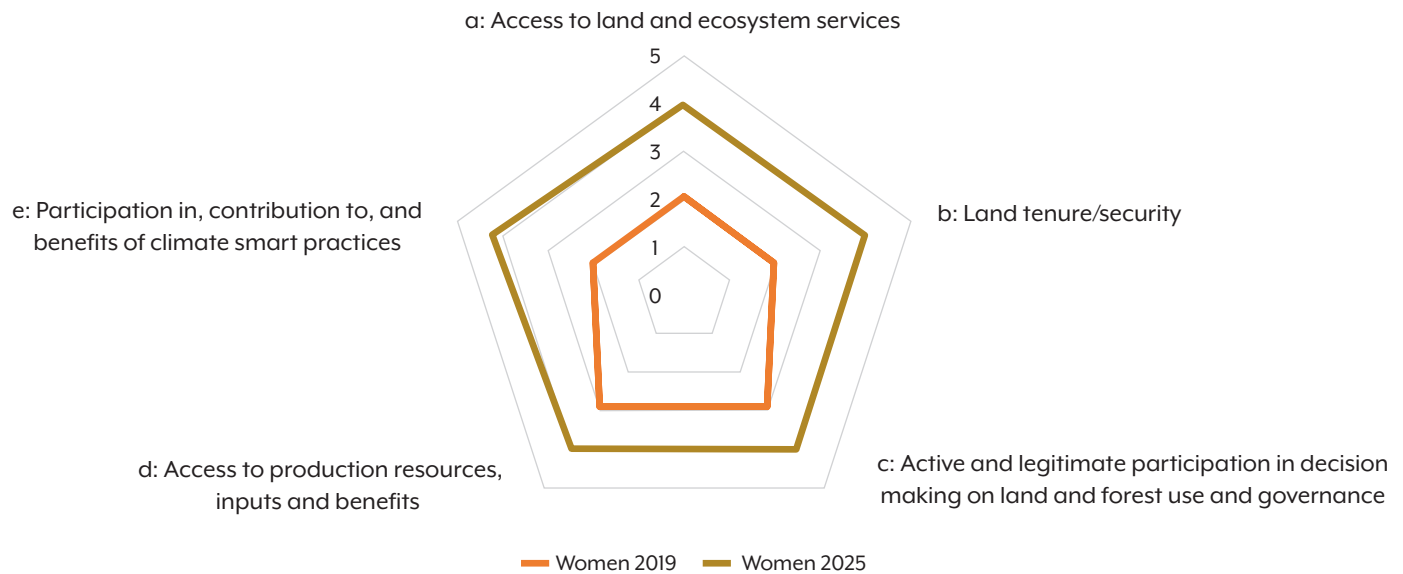 a: Access to land and ecosystem services
5
4
3
2
1
0
b: Land tenure/security
c: Active and legitimate participation in decision
making on land and forest use and governance
d: Access to production resources,
inputs and benefits
e: Participation in, contribution to, and
benefits of climate smart practices
Women 2019
Women 2025